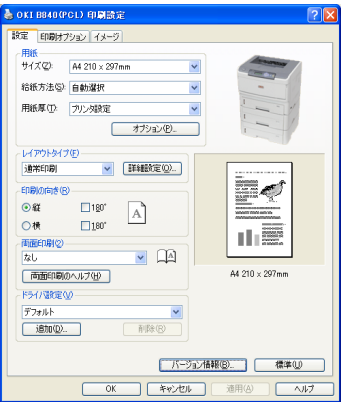 OKI B840(PCL) 印刷設定
設定 印刷オプション イメージ
用紙
サイズ(Z): A4 210 x 297mm
給紙方法(S): 自動選択
用紙厚(T): プリンタ設定
オプション(P)...
レイアウトタイプ(F)
通常印刷 詳細設定(O)...
印刷の向き(R)
縦 180°
横 180°
A
両面印刷(2)
なし
両面印刷のヘルプ(H)
A4 210 x 297mm
ドライバ設定(V)
デフォルト
追加(D)... 削除(R)
バージョン情報(B)... 標準(U)
OK キャンセル 適用(A) ヘルプ